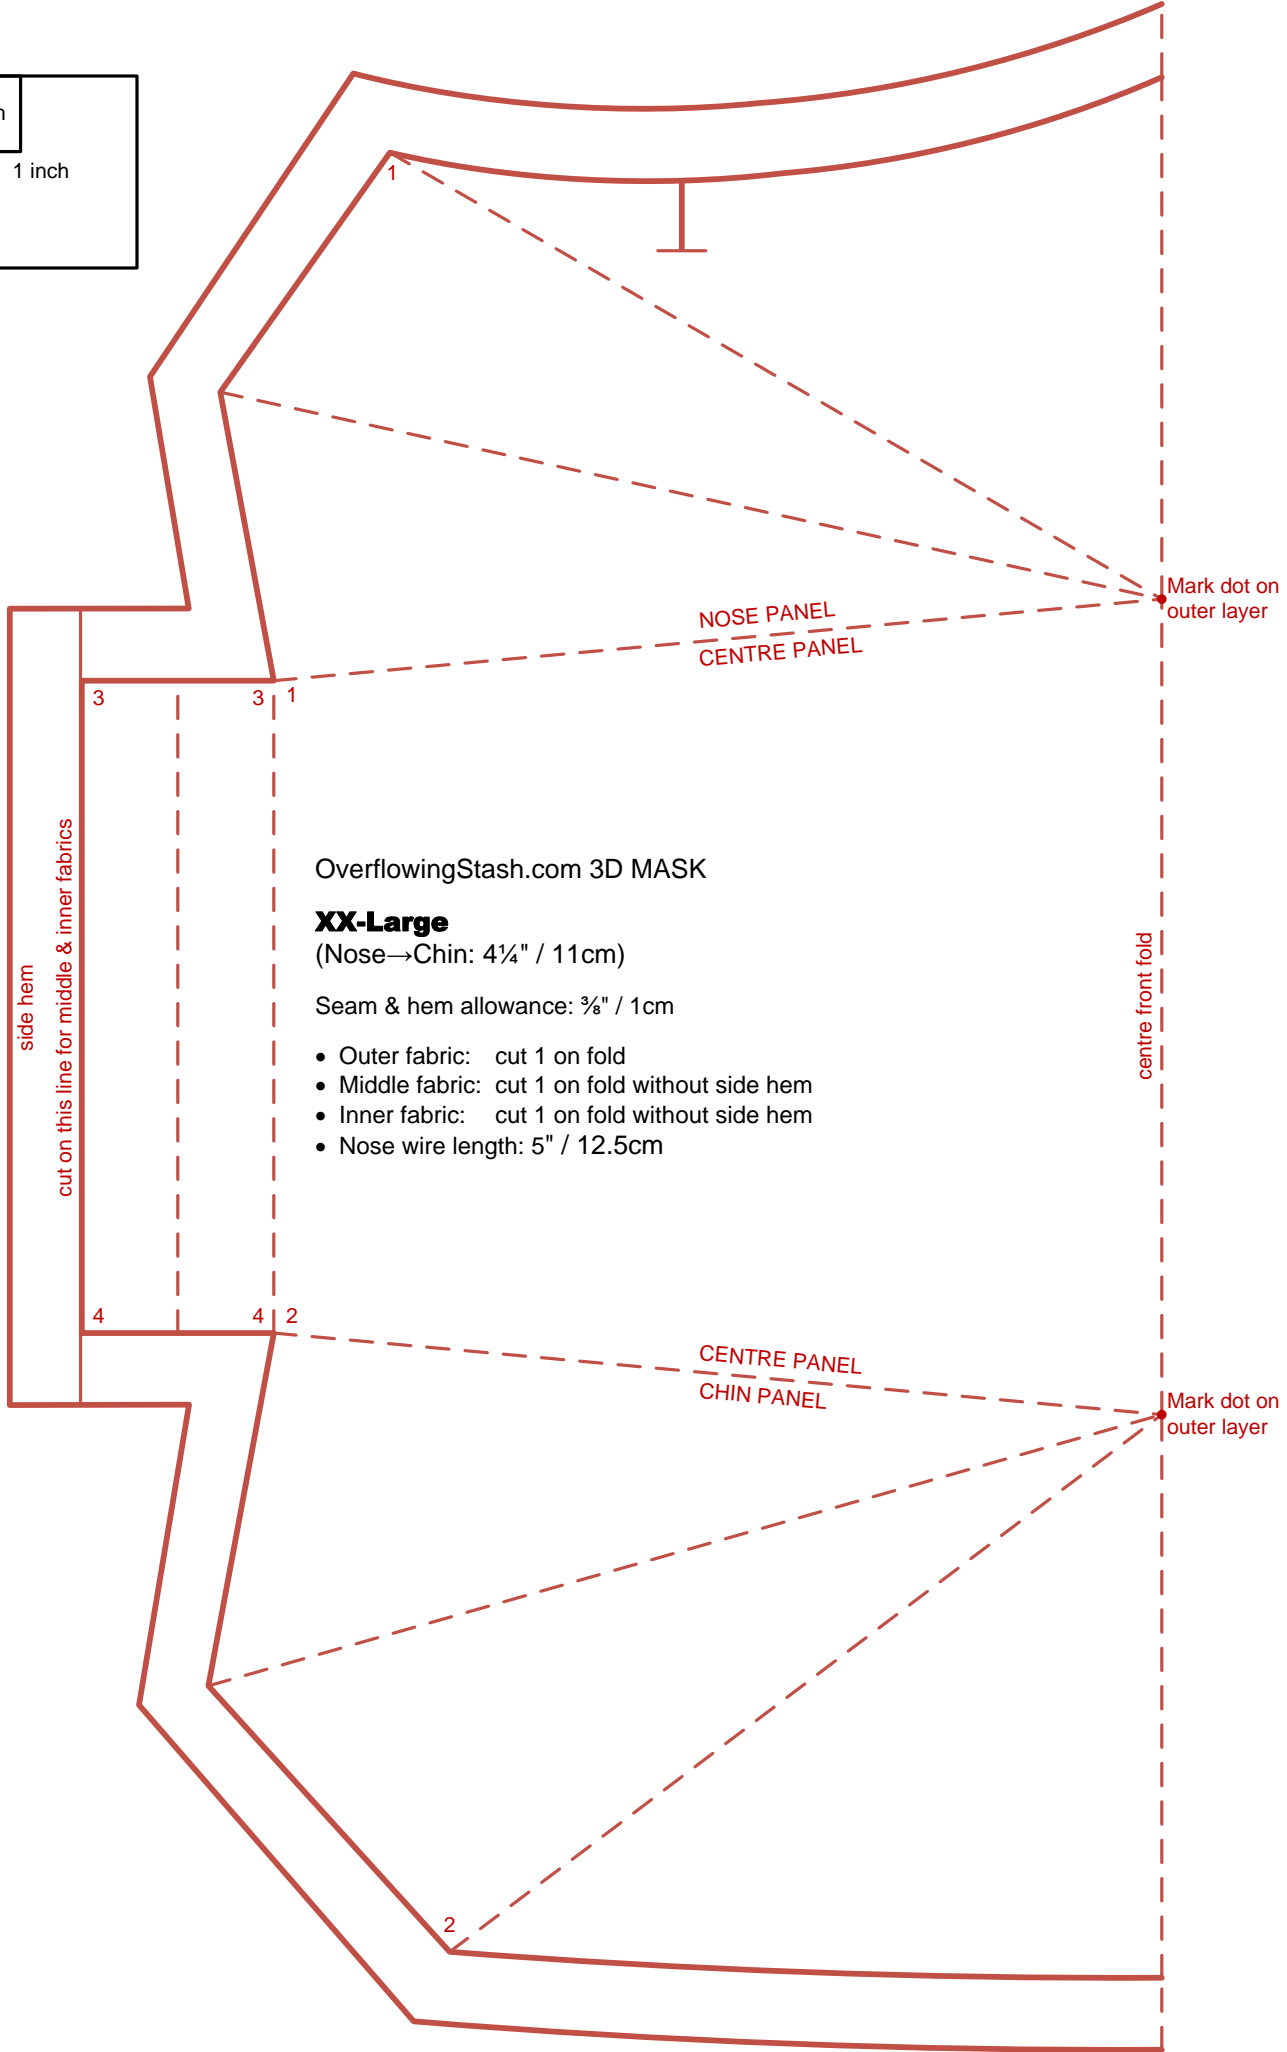 1 inch
1
Mark dot on
outer layer
NOSE PANEL
CENTRE PANEL
3
3
1
side hem
cut on this line for middle & inner fabrics
OverflowingStash.com 3D MASK
XX-Large
(Nose→Chin: 4¼" / 11cm)
Seam & hem allowance: ⅜" / 1cm
• Outer fabric: cut 1 on fold
• Middle fabric: cut 1 on fold without side hem
• Inner fabric: cut 1 on fold without side hem
• Nose wire length: 5" / 12.5cm
centre front fold
4
4
2
CENTRE PANEL
CHIN PANEL
Mark dot on
outer layer
2